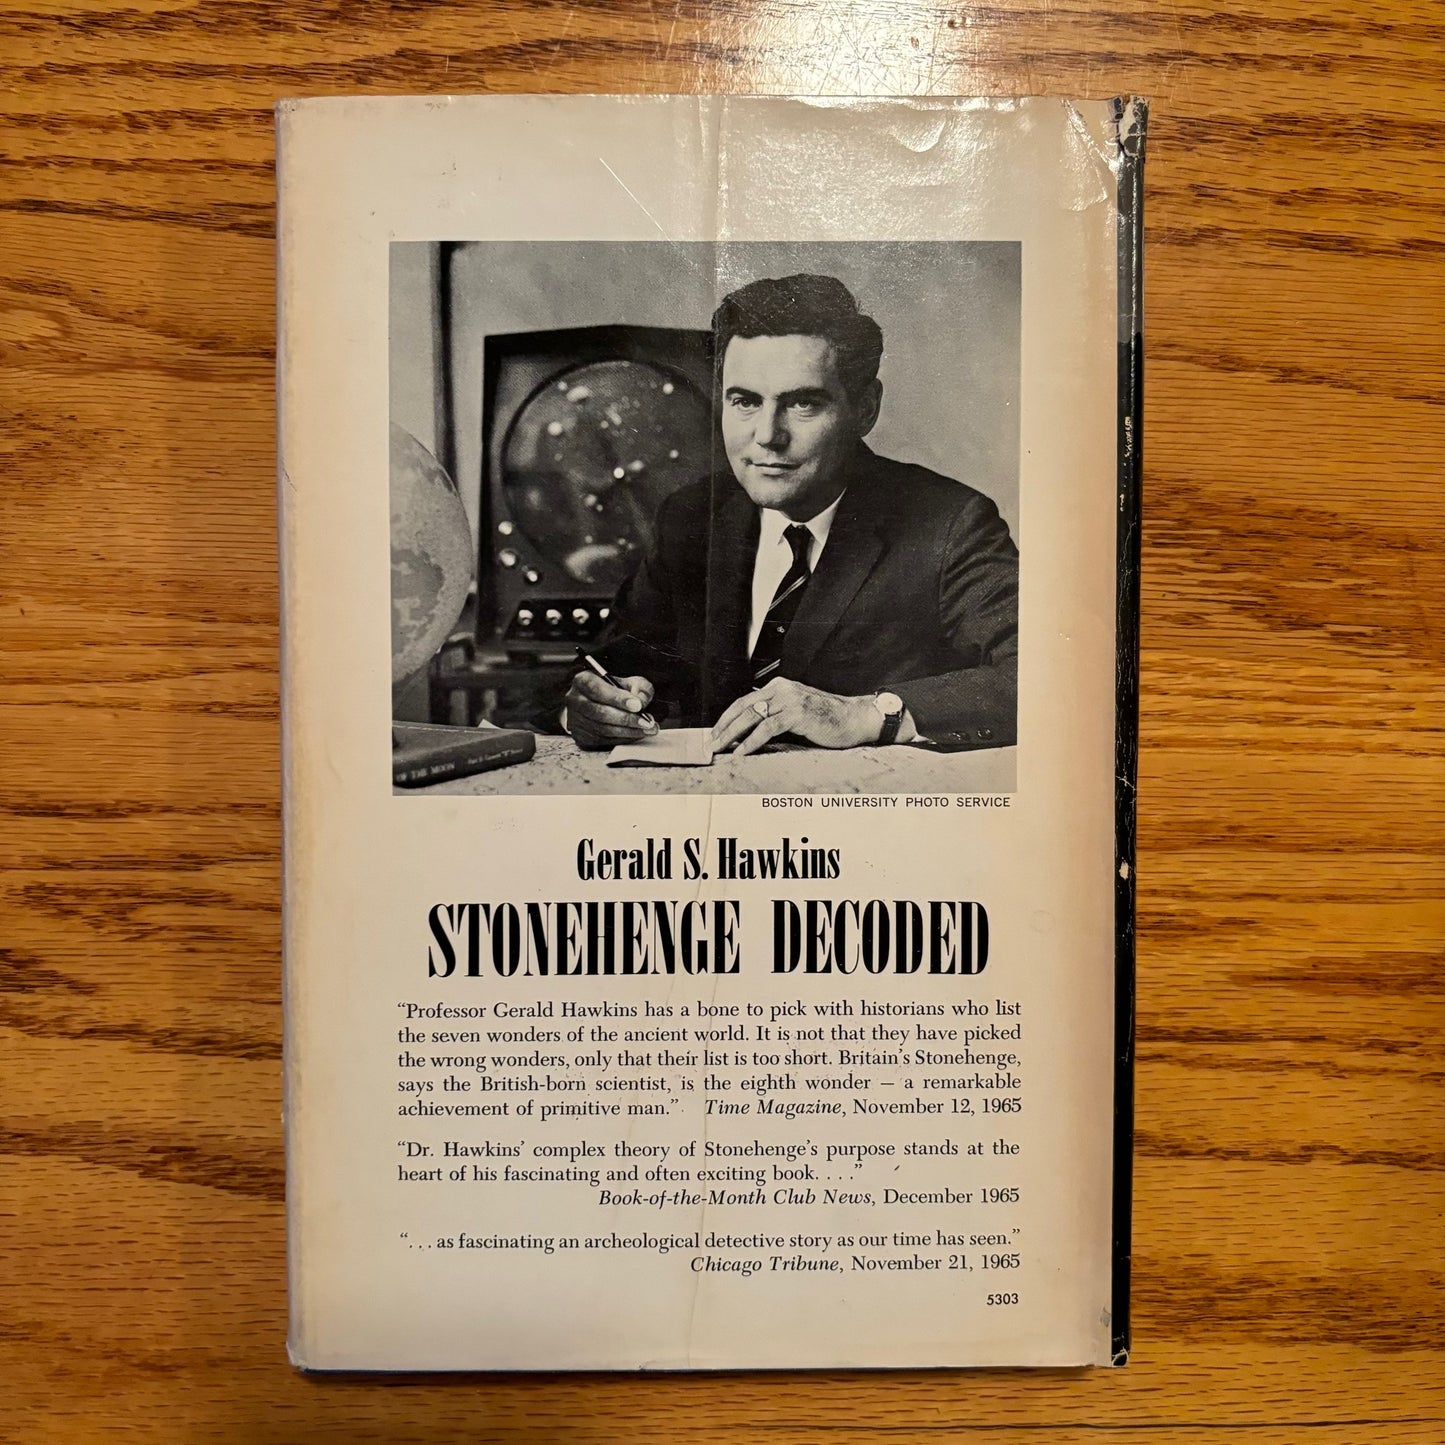 OF THE MOON
BOSTON UNIVERSITY PHOTO SERVICE
Gerald S. Hawkins
STONEHENGE DECODED
“Professor Gerald Hawkins has a bone to pick with historians who list
the seven wonders of the ancient world. It is not that they have picked
the wrong wonders, only that their list is too short. Britain’s Stonehenge,
says the British-born scientist, is the eighth wonder — a remarkable
achievement of primitive man.” Time Magazine, November 12, 1965
“Dr. Hawkins’ complex theory of Stonehenge’s purpose stands at the
heart of his fascinating and often exciting book. . . .”
Book-of-the-Month Club News, December 1965
“. . . as fascinating an archeological detective story as our time has seen.”
Chicago Tribune, November 21, 1965
5303